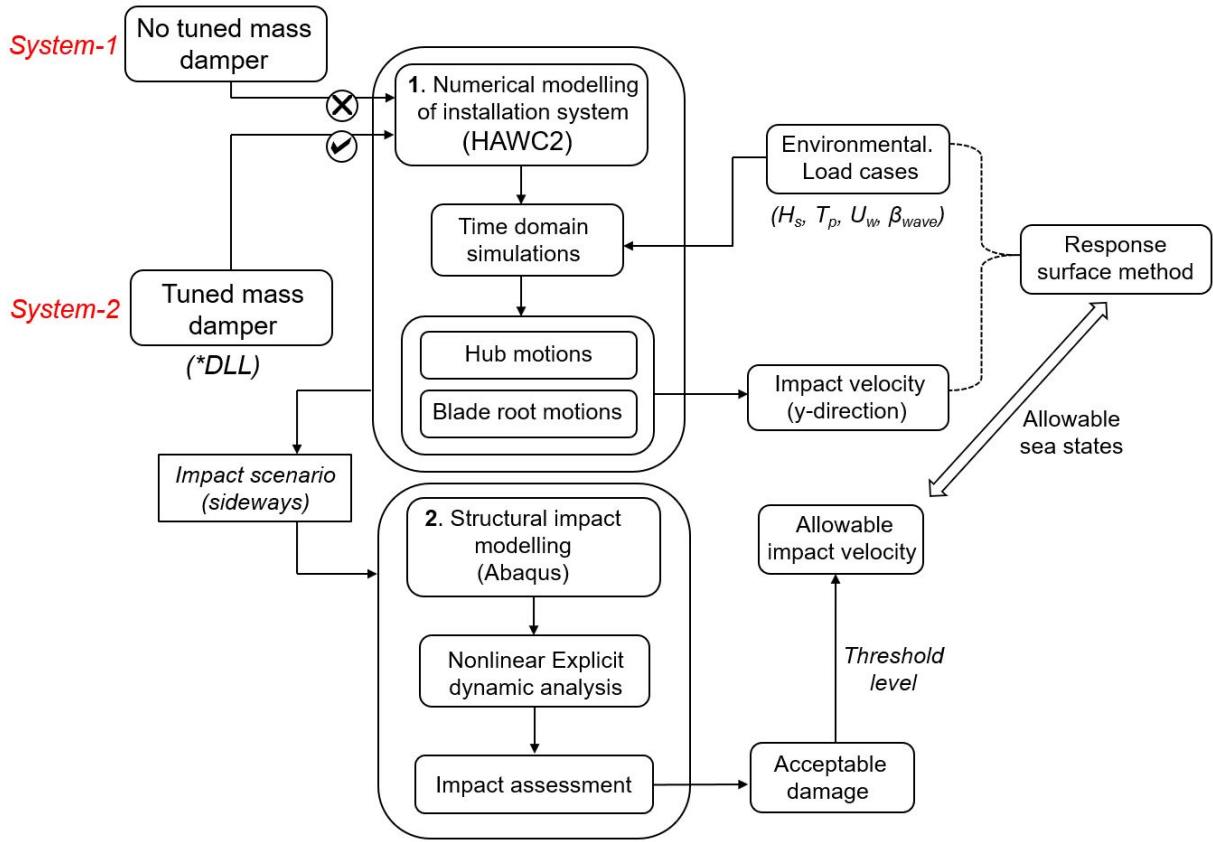 System-1
No tuned mass
damper
1. Numerical modelling
of installation system
(HAWC2)
Environmental.
Load cases
(Hs, Tp, Uw, βwave)
Time domain
simulations
Response
surface method
System-2
Tuned mass
damper
(*DLL)
Hub motions
Blade root motions
Impact velocity
(y-direction)
Allowable
sea states
Impact scenario
(sideways)
2. Structural impact
modelling
(Abaqus)
Allowable
impact velocity
Nonlinear Explicit
dynamic analysis
Threshold
level
Impact assessment
Acceptable
damage